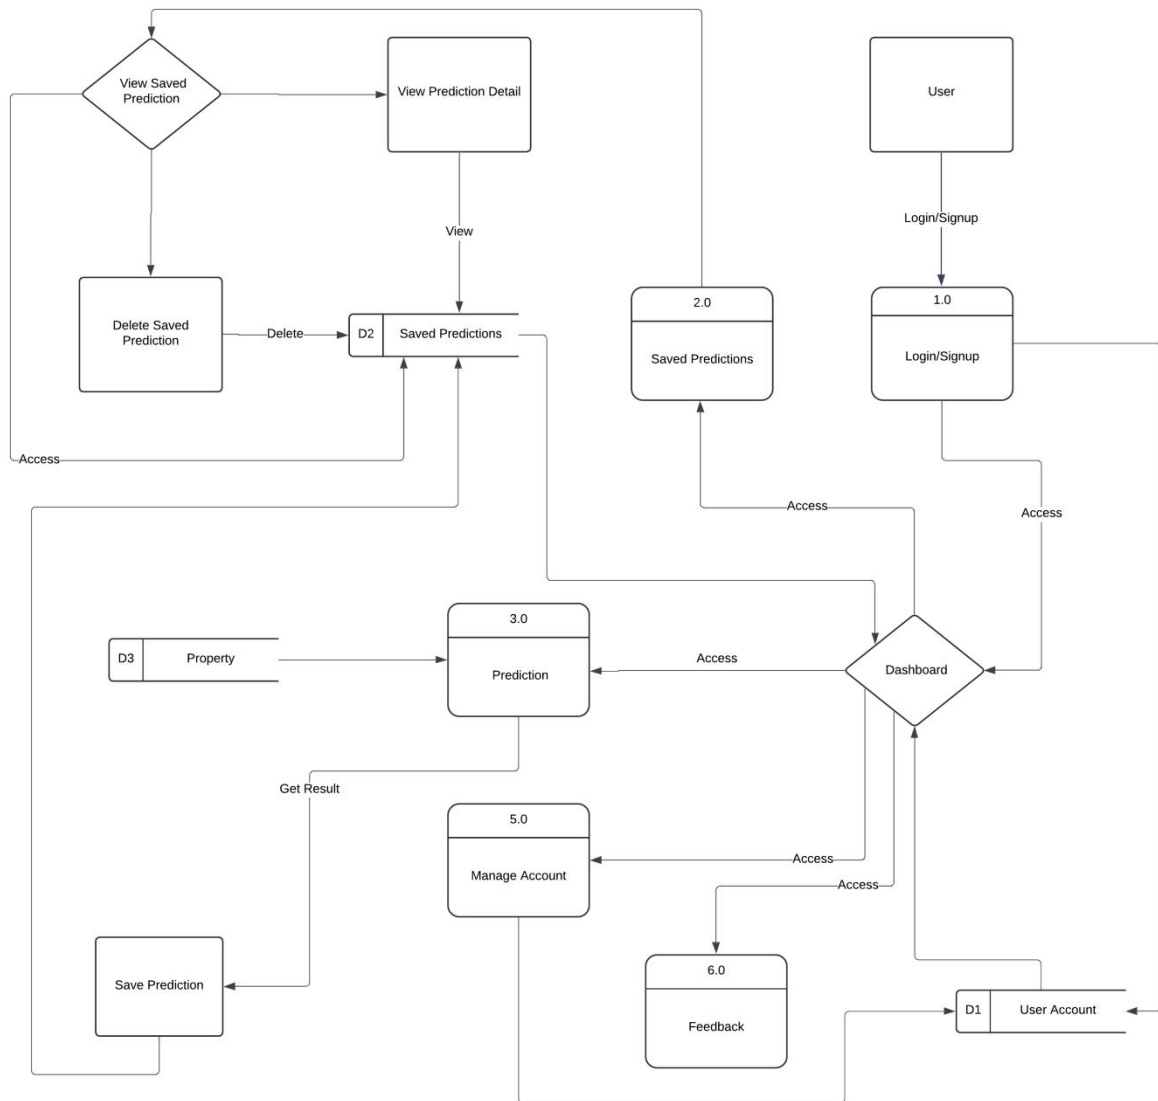 View Saved
Prediction
View Prediction Detail
User
Login/Signup
View
2.0
Saved Predictions
1.0
Login/Signup
Delete Saved
Prediction
Delete
D2
Saved Predictions
Access
Access
Access
3.0
Prediction
D3
Property
Access
Dashboard
Get Result
5.0
Manage Account
Access
Access
6.0
Feedback
Save Prediction
D1
User Account